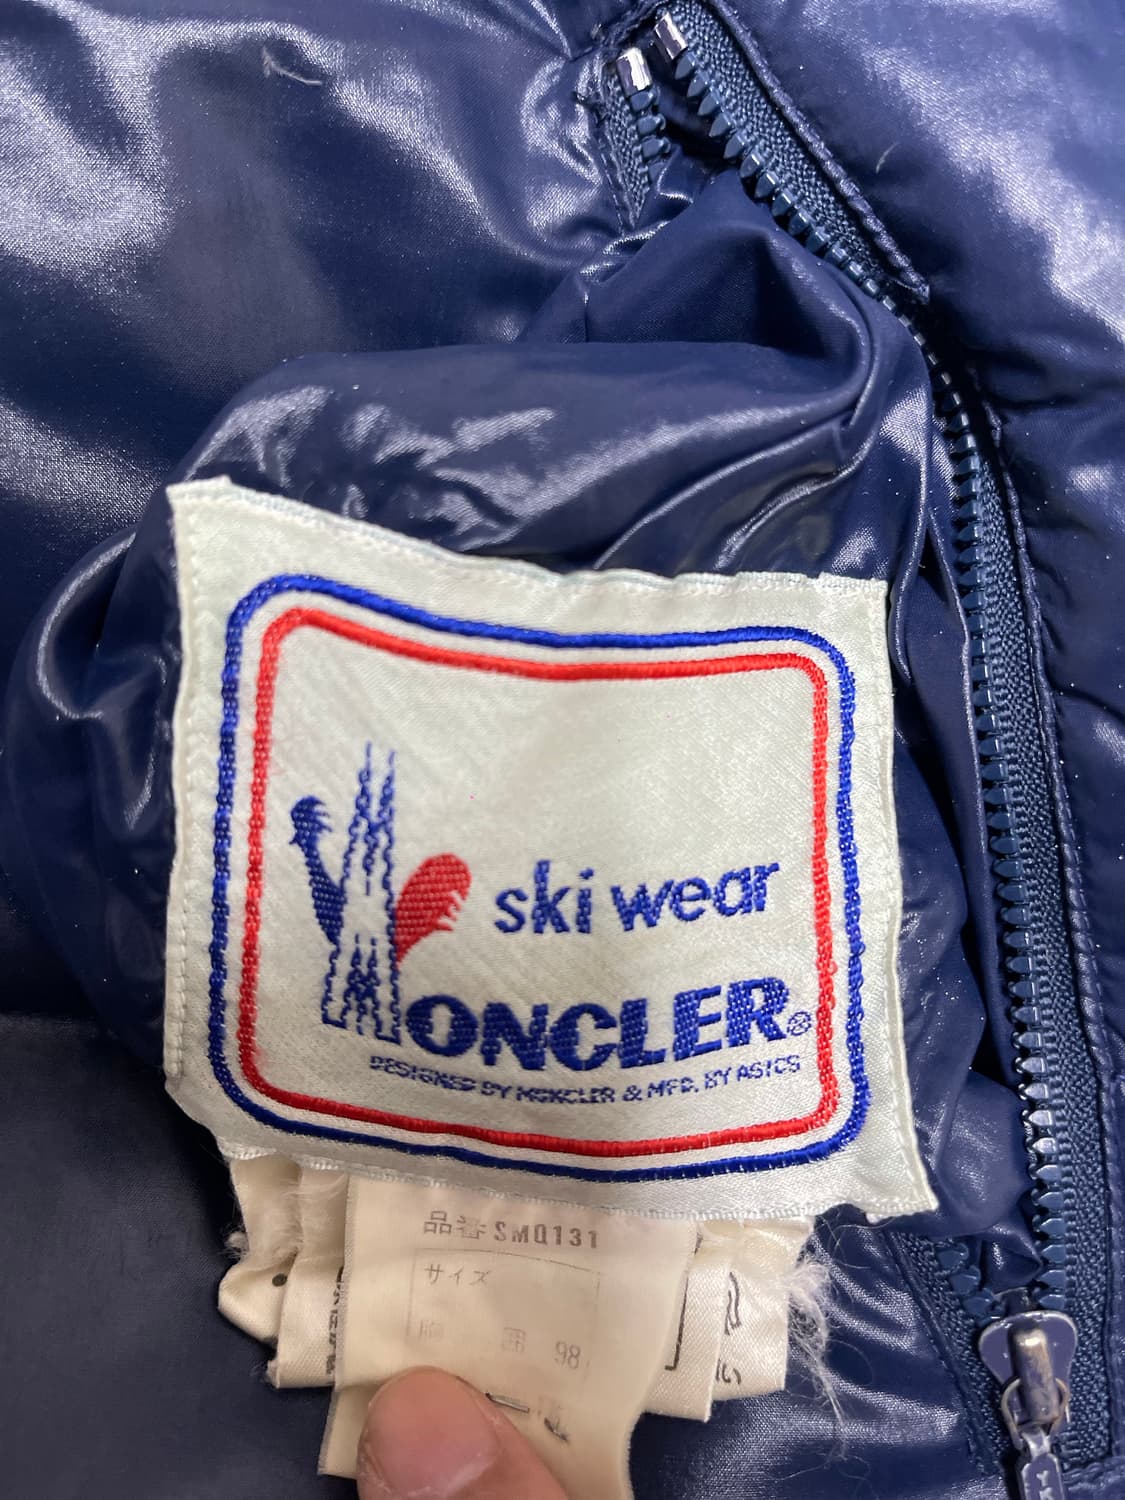 ski wear
MONCLER®
DESIGNED BY MONCLER & MFD. BY ASICS
品番 SMQ131
サイズ
胸囲 98